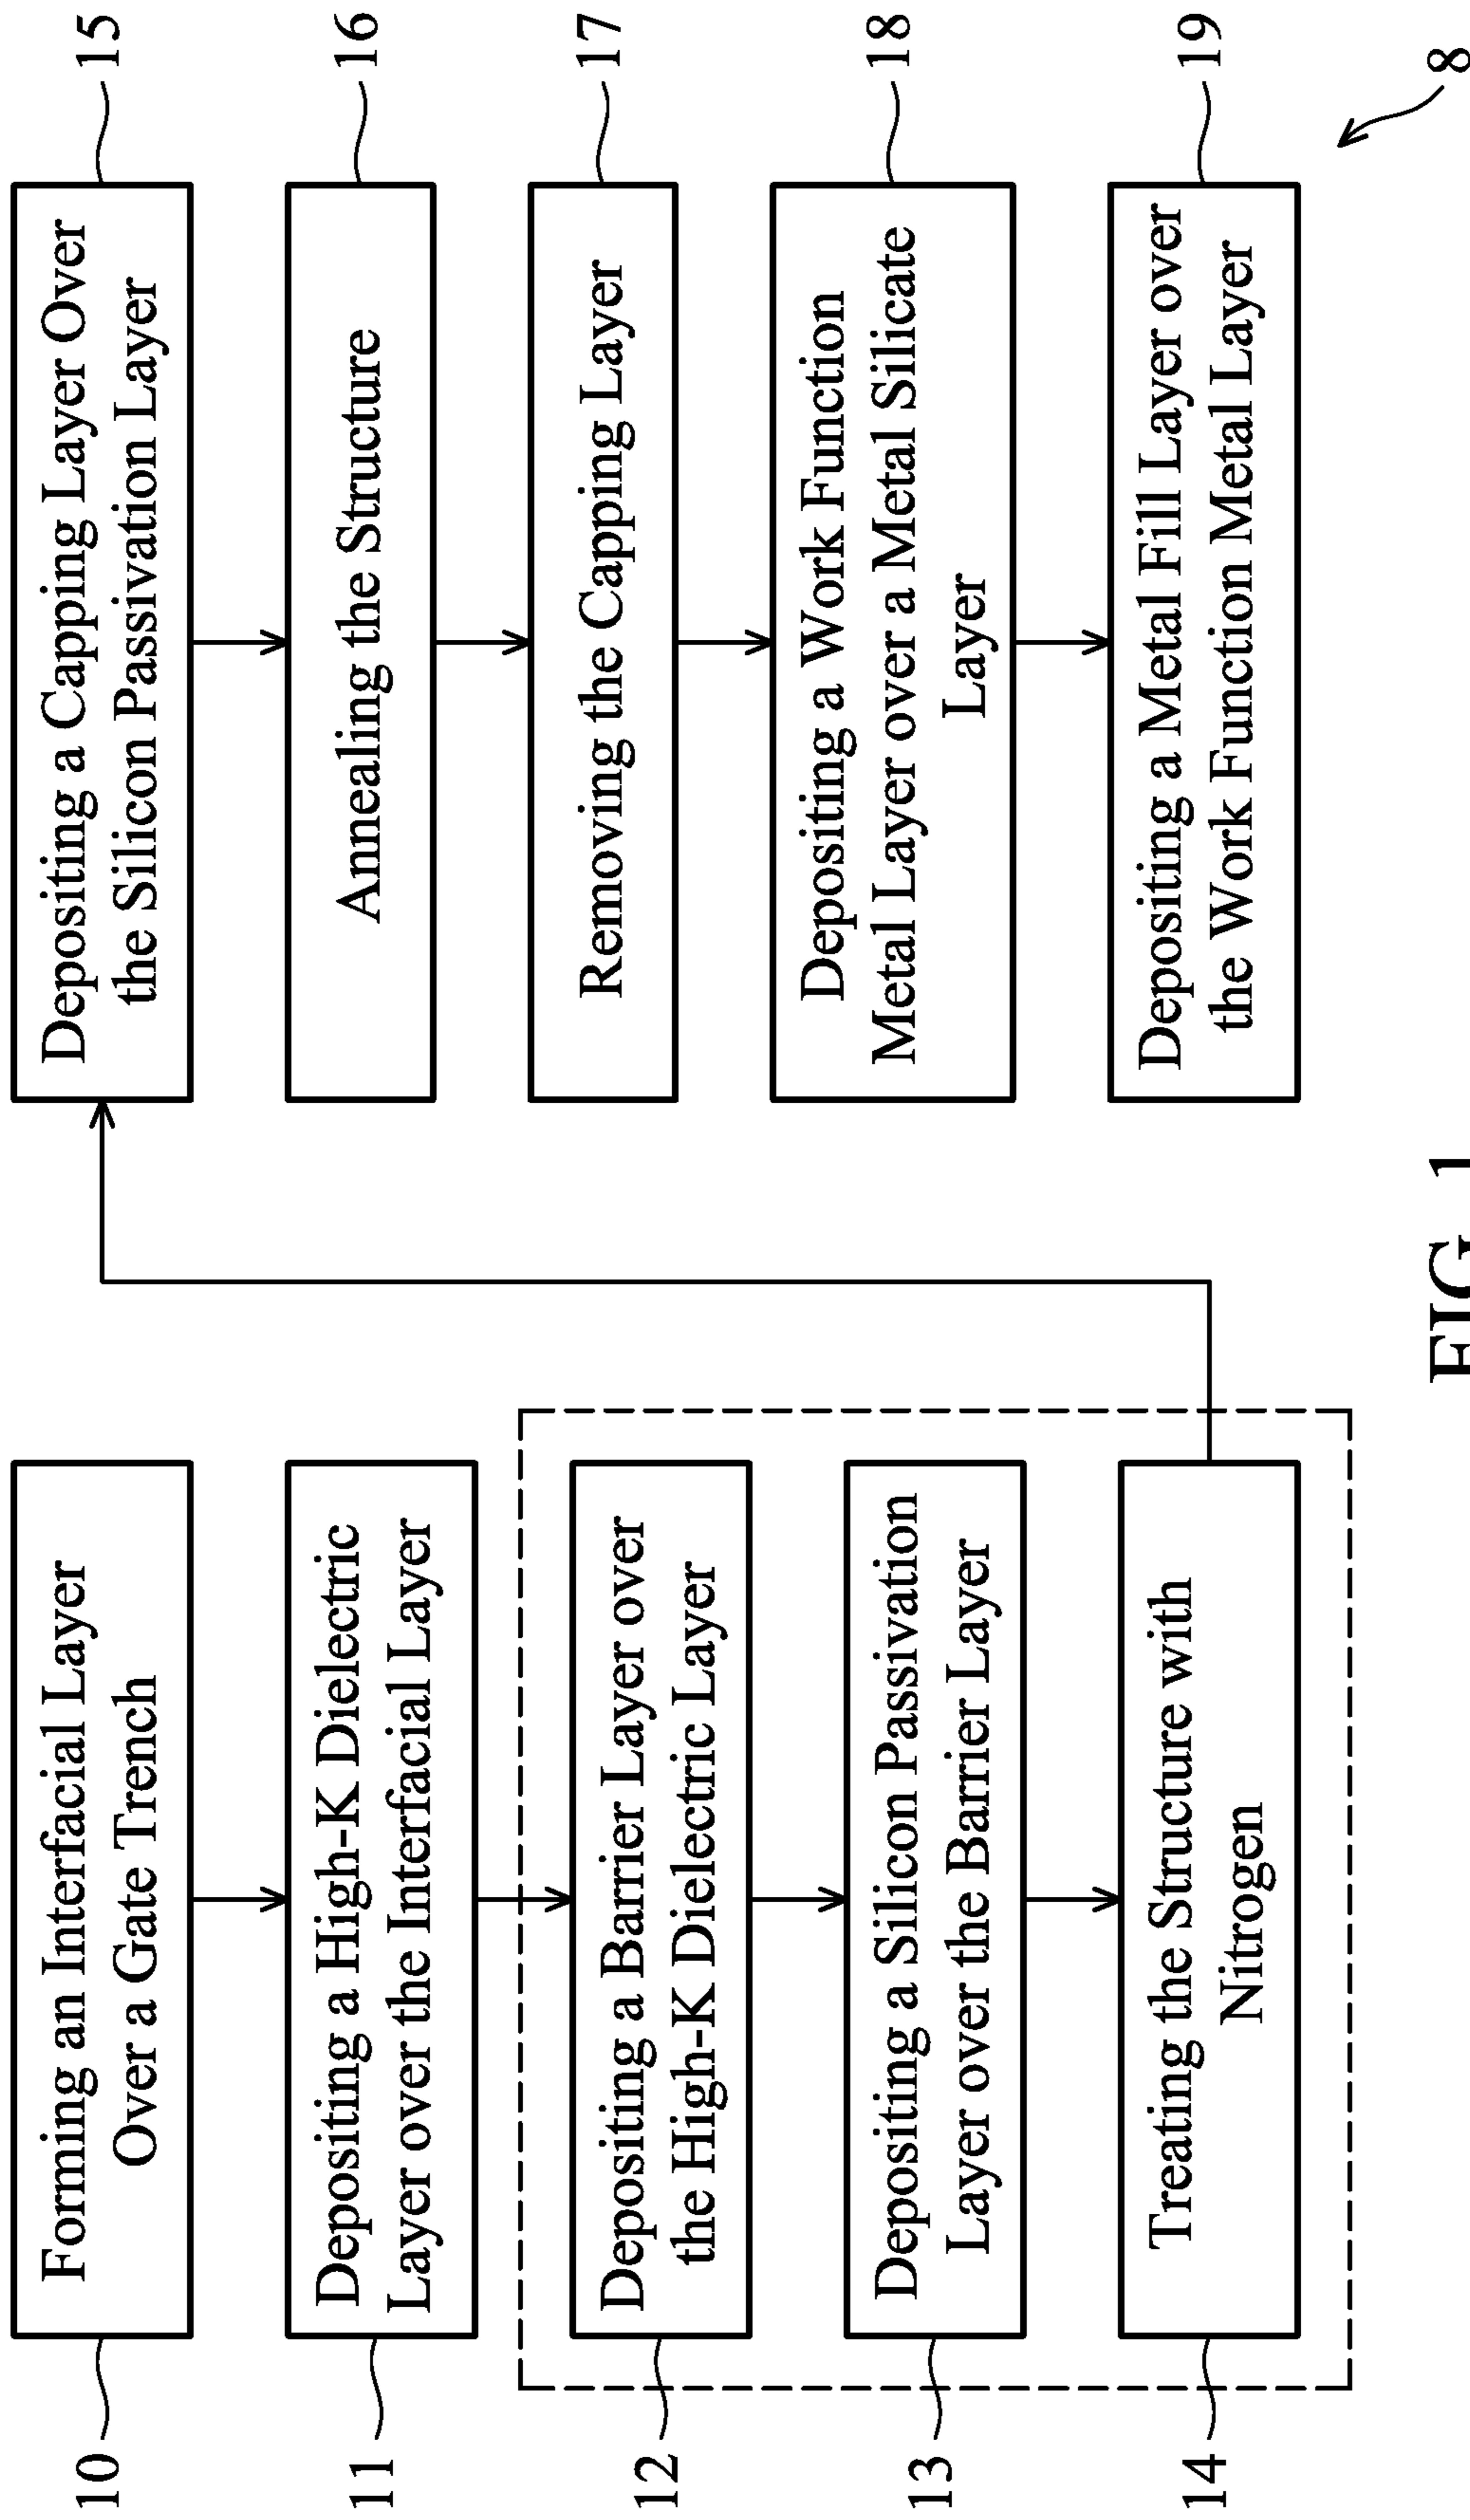 10
Forming an Interfacial Layer
Over a Gate Trench
11
Depositing a High-K Dielectric
Layer over the Interfacial Layer
12
Depositing a Barrier Layer over
the High-K Dielectric Layer
13
Depositing a Silicon Passivation
Layer over the Barrier Layer
14
Treating the Structure with
Nitrogen
Depositing a Capping Layer Over
the Silicon Passivation Layer
15
Annealing the Structure
16
Removing the Capping Layer
17
Depositing a Work Function
Metal Layer over a Metal Silicate
Layer
18
Depositing a Metal Fill Layer over
the Work Function Metal Layer
19
8
FIG. 1